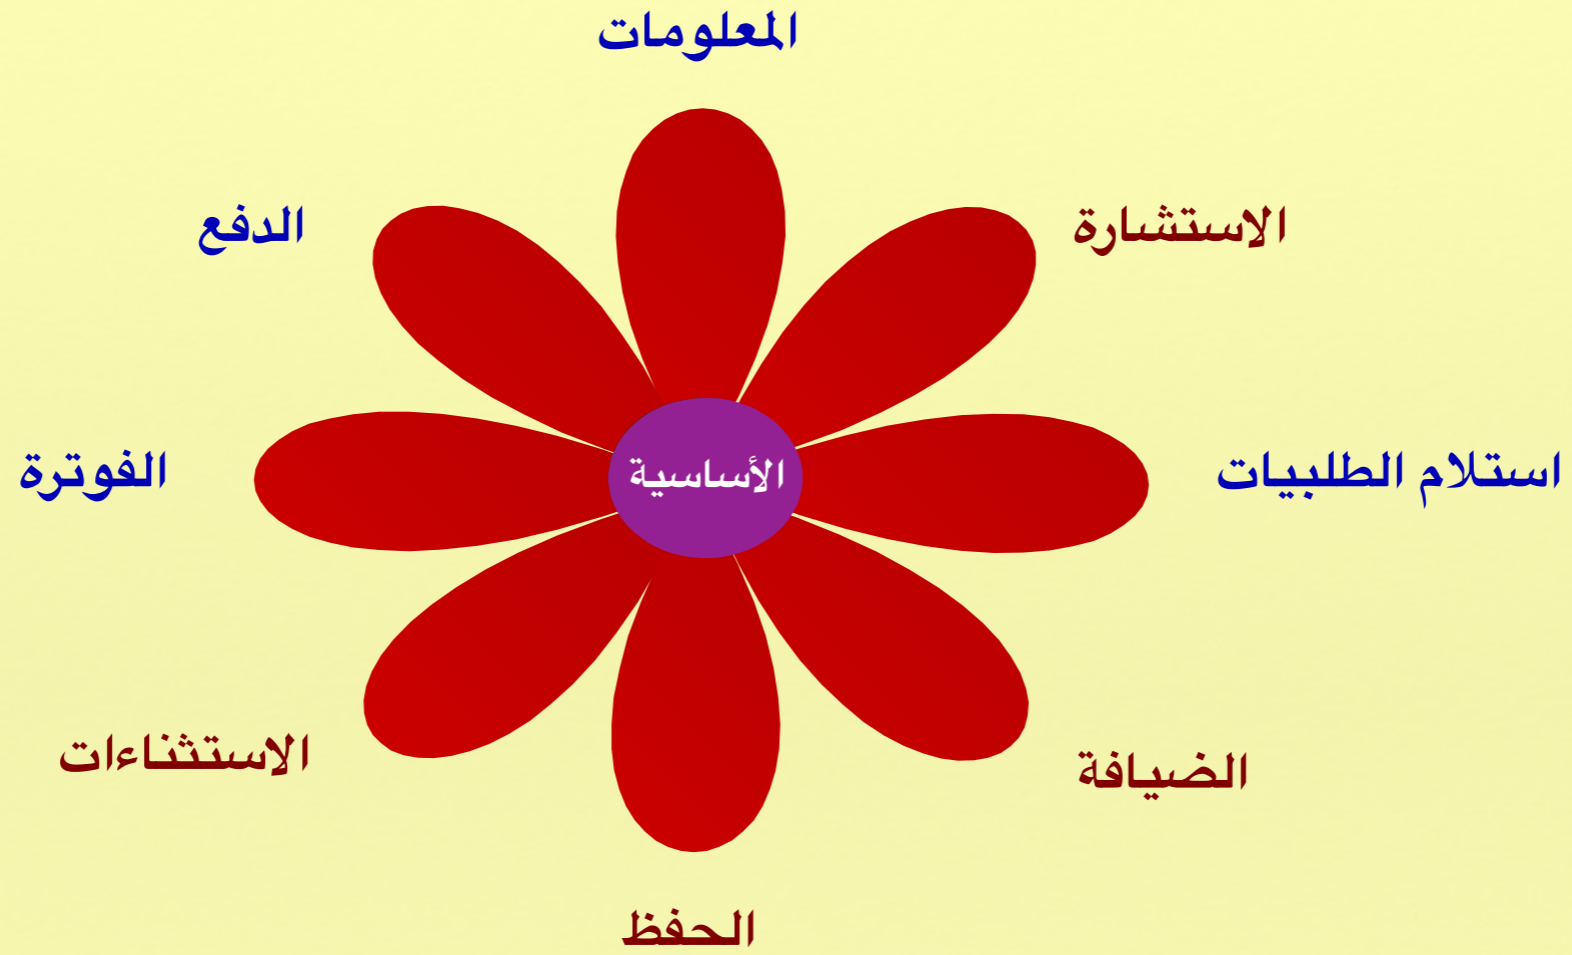 المعلومات
الاستشارة
الدفع
استلام الطلبيات
الأساسية
الفوترة
الضيافة
الاستثناءات
الحفظ